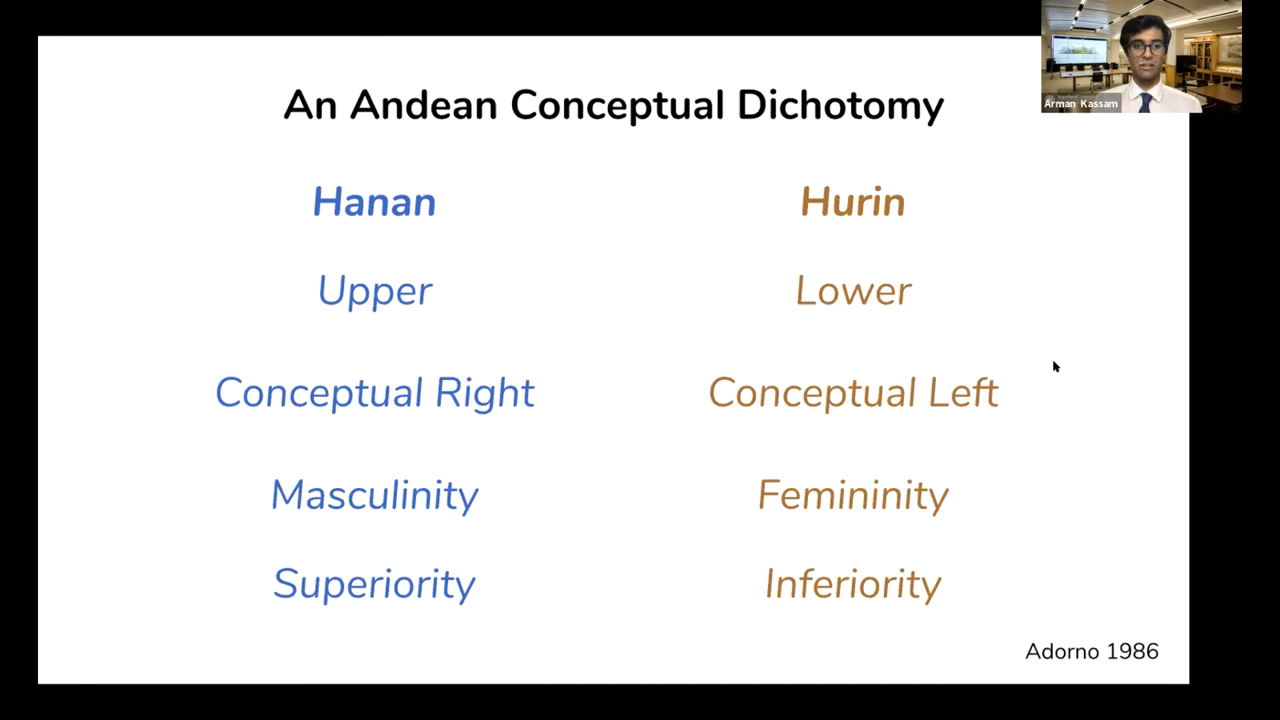 An Andean Conceptual Dichotomy
Hanan
Hurin
Upper
Lower
Conceptual Right
Conceptual Left
Masculinity
Femininity
Superiority
Inferiority
Adorno 1986
Arman Kassam